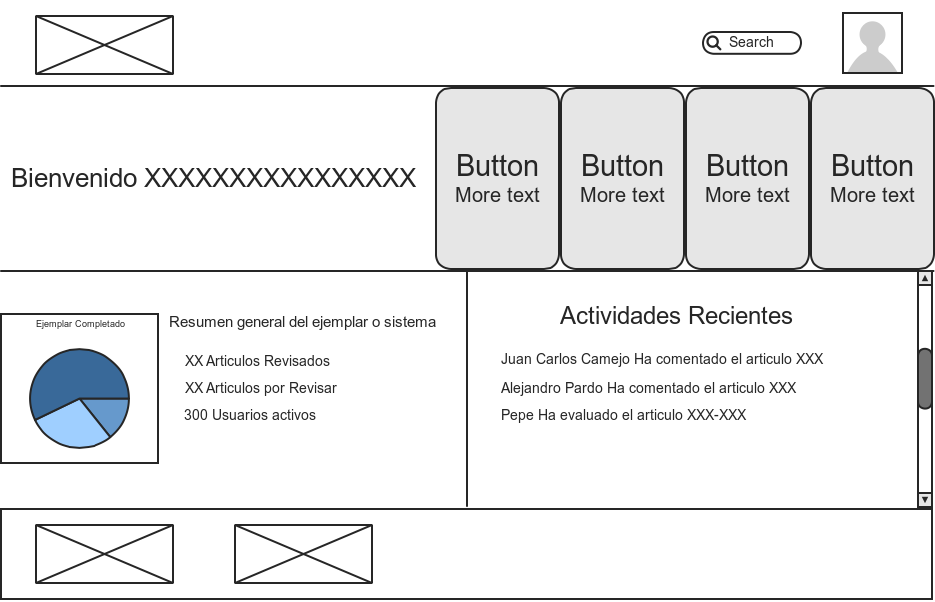 Search
Bienvenido XXXXXXXXXXXXXXXX
Button
More text
Button
More text
Button
More text
Button
More text
Ejemplar Completado
Resumen general del ejemplar o sistema
XX Articulos Revisados
XX Articulos por Revisar
300 Usuarios activos
Actividades Recientes
Juan Carlos Camejo Ha comentado el articulo XXX
Alejandro Pardo Ha comentado el articulo XXX
Pepe Ha evaluado el articulo XXX-XXX